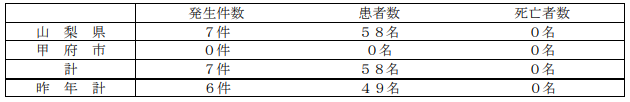 発生件数 患者数 死亡者数
山梨県 7件 58名 0名
甲府市 0件 0名 0名
計 7件 58名 0名
昨年計 6件 49名 0名